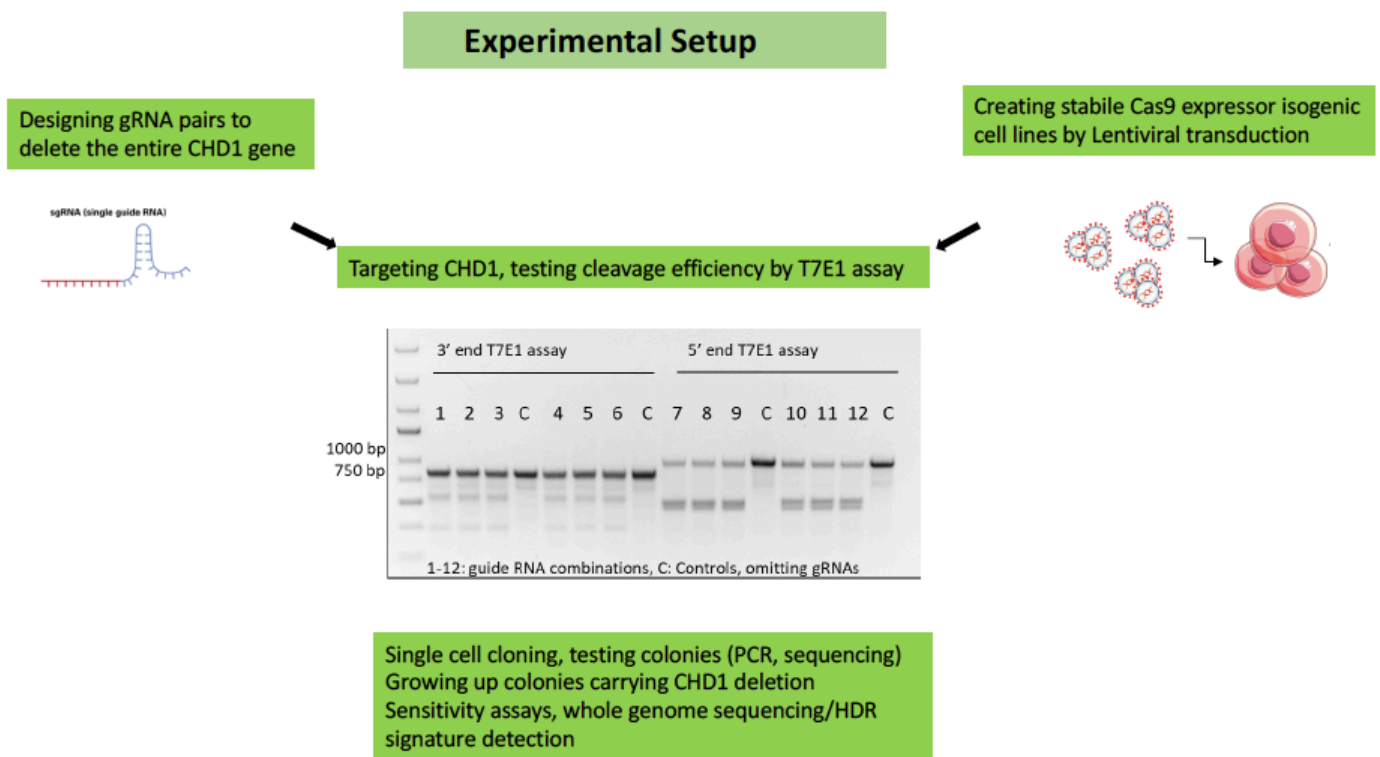 Experimental Setup
Designing gRNA pairs to
delete the entire CHD1 gene
Creating stabile Cas9 expressor isogenic
cell lines by Lentiviral transduction
sgRNA (single guide RNA)
Targeting CHD1, testing cleavage efficiency by T7E1 assay
3' end T7E1 assay
5' end T7E1 assay
1 2 3 C 4 5 6 C 7 8 9 C 10 11 12 C
1000 bp
750 bp
1-12: guide RNA combinations, C: Controls, omitting gRNAs
Single cell cloning, testing colonies (PCR, sequencing)
Growing up colonies carrying CHD1 deletion
Sensitivity assays, whole genome sequencing/HDR
signature detection